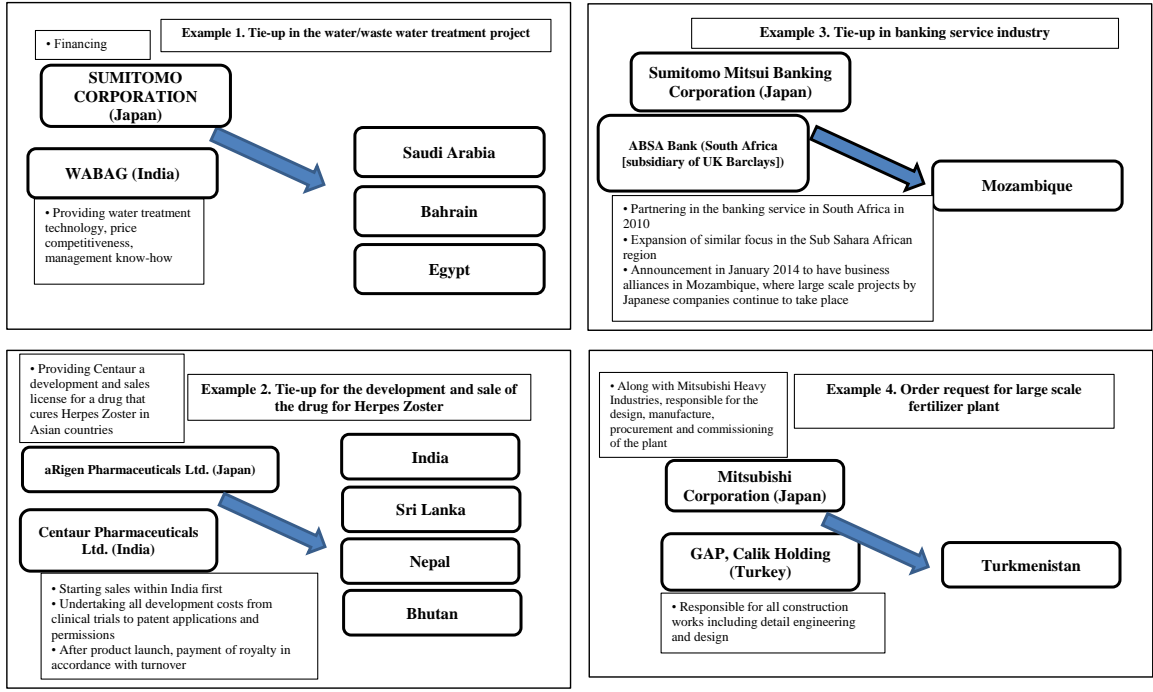 Example 1. Tie-up in the water/waste water treatment project
• Financing
SUMITOMO
CORPORATION
(Japan)
WABAG (India)
• Providing water treatment
technology, price
competitiveness,
management know-how
Saudi Arabia
Bahrain
Egypt
Example 3. Tie-up in banking service industry
Sumitomo Mitsui Banking
Corporation (Japan)
ABSA Bank (South Africa
[subsidiary of UK Barclays])
Mozambique
• Partnering in the banking service in South Africa in
2010
• Expansion of similar focus in the Sub Sahara African
region
• Announcement in January 2014 to have business
alliances in Mozambique, where large scale projects by
Japanese companies continue to take place
• Providing Centaur a
development and sales
license for a drug that
cures Herpes Zoster in
Asian countries
Example 2. Tie-up for the development and sale of
the drug for Herpes Zoster
aRigen Pharmaceuticals Ltd. (Japan)
Centaur Pharmaceuticals
Ltd. (India)
• Starting sales within India first
• Undertaking all development costs from
clinical trials to patent applications and
permissions
• After product launch, payment of royalty in
accordance with turnover
India
Sri Lanka
Nepal
Bhutan
• Along with Mitsubishi Heavy
Industries, responsible for the
design, manufacture,
procurement and commissioning
of the plant
Example 4. Order request for large scale
fertilizer plant
Mitsubishi
Corporation (Japan)
GAP, Calik Holding
(Turkey)
Turkmenistan
• Responsible for all construction
works including detail engineering
and design